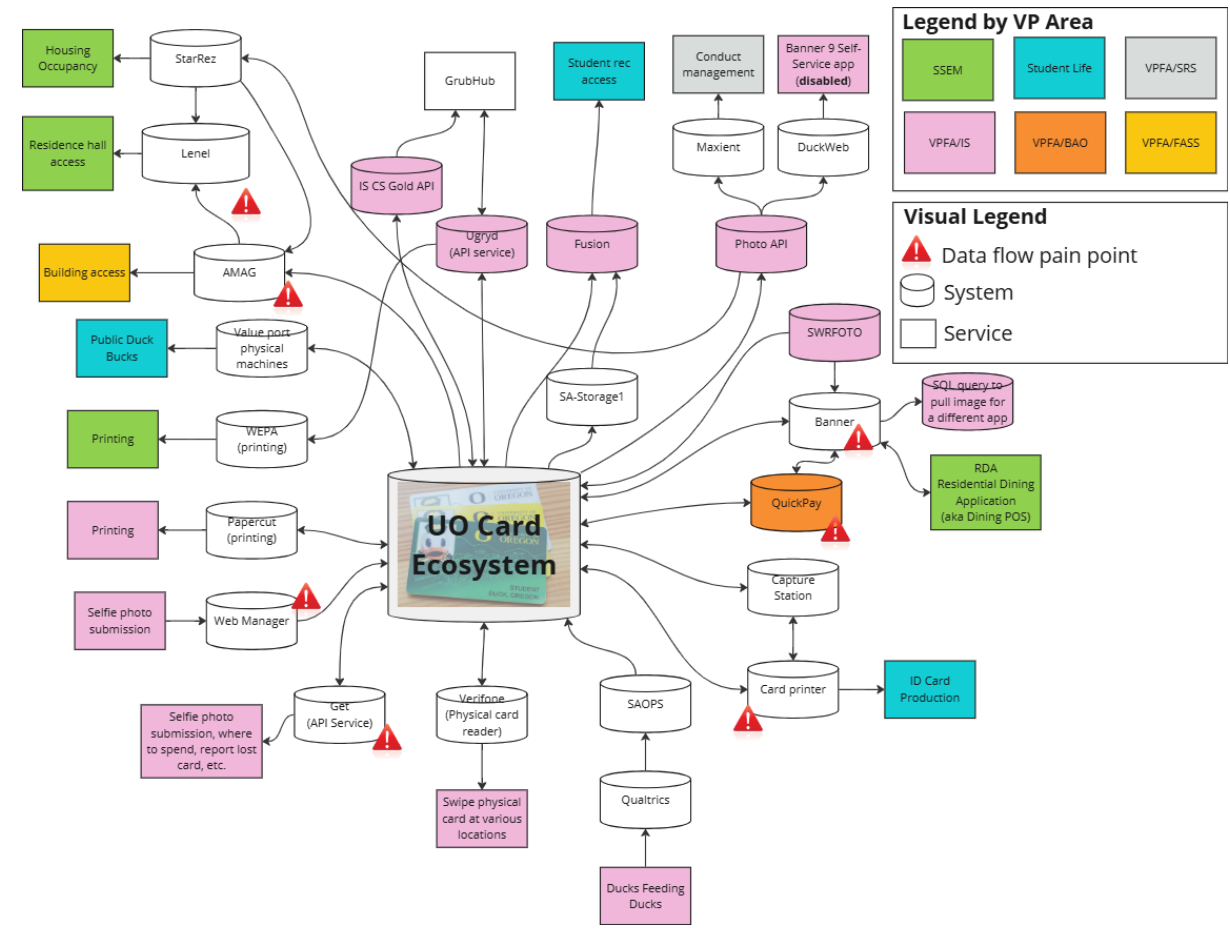 Legend by VP Area
SSEM
Student Life
VPFA/SRS
VPFA/IS
VPFA/BAO
VPFA/FASS
Visual Legend
Data flow pain point
System
Service
Housing
Occupancy
StarRez
Residence hall
access
Lenel
GrubHub
Student rec
access
Conduct
management
Banner 9 Self-
Service app
(disabled)
Maxient
DuckWeb
IS CS Gold API
Ugryd
(API service)
Fusion
Photo API
Building access
AMAG
Public Duck
Bucks
Value port
physical
machines
SWRFOTO
SA-Storage1
SQL query to
pull image for
a different app
Banner
Printing
WEPA
(printing)
RDA
Residential Dining
Application
(aka Dining POS)
QuickPay
Printing
Papercut
(printing)
UO Card
Ecosystem
OREGON
OREGON
OREGON
STUDENT
DUCK, OREGON
Capture
Station
Selfie photo
submission
Web Manager
Card printer
ID Card
Production
Selfie photo
submission, where
to spend, report lost
card, etc.
Get
(API Service)
Verifone
(Physical card
reader)
SAOPS
Swipe physical
card at various
locations
Qualtrics
Ducks Feeding
Ducks